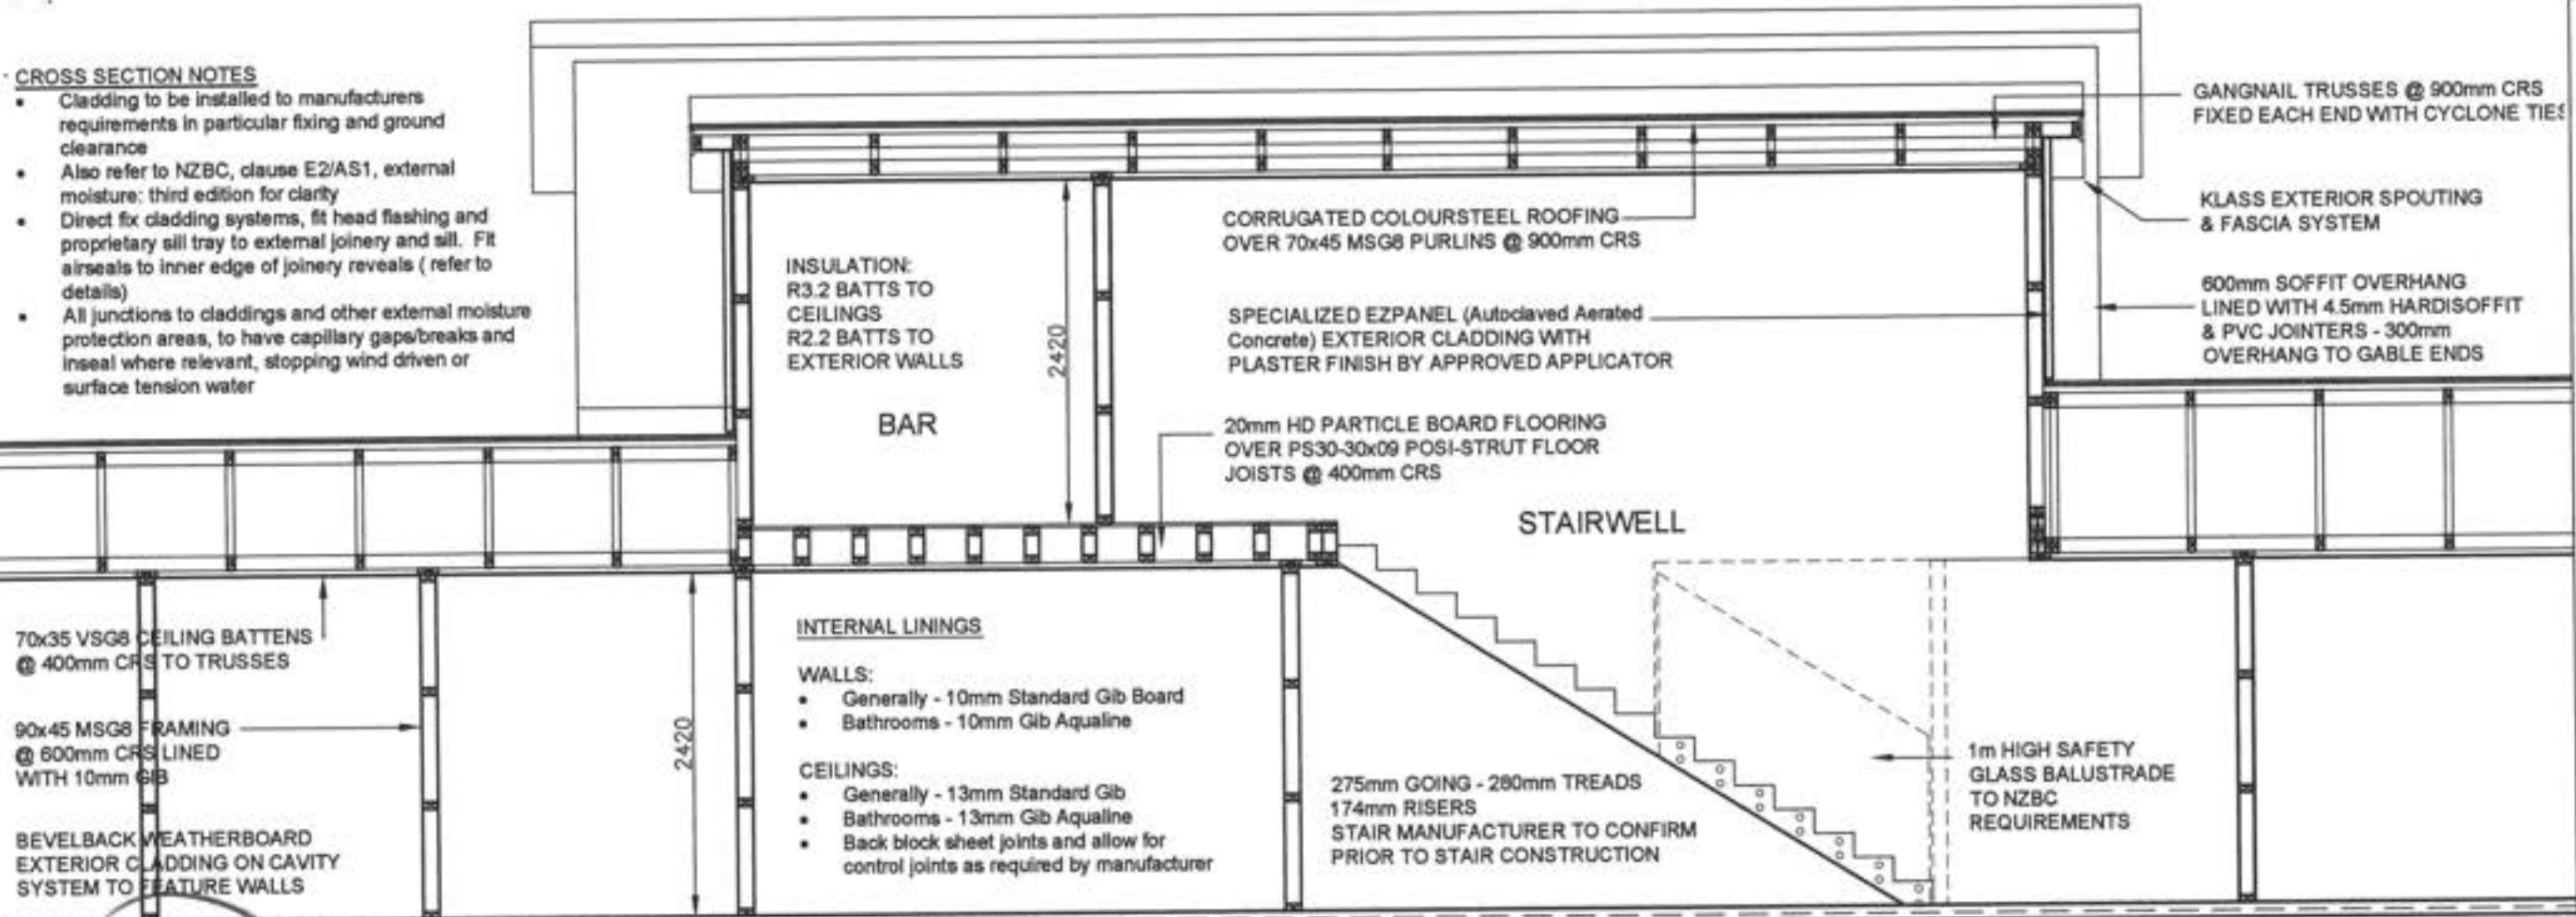 CROSS SECTION NOTES
• Cladding to be installed to manufacturers
requirements in particular fixing and ground
clearance
• Also refer to NZBC, clause E2/AS1, external
moisture: third edition for clarity
• Direct fix cladding systems, fit head flashing and
proprietary sill tray to external joinery and sill. Fit
airseals to inner edge of joinery reveals ( refer to
details)
• All junctions to claddings and other external moisture
protection areas, to have capillary gaps/breaks and
inseal where relevant, stopping wind driven or
surface tension water
GANGNAIL TRUSSES @ 900mm CRS
FIXED EACH END WITH CYCLONE TIES
KLASS EXTERIOR SPOUTING
& FASCIA SYSTEM
600mm SOFFIT OVERHANG
LINED WITH 4.5mm HARDISOFFIT
& PVC JOINTERS - 300mm
OVERHANG TO GABLE ENDS
CORRUGATED COLOURSTEEL ROOFING
OVER 70x45 MSG8 PURLINS @ 900mm CRS
INSULATION:
R3.2 BATTS TO
CEILINGS
R2.2 BATTS TO
EXTERIOR WALLS
2420
SPECIALIZED EZPANEL (Autoclaved Aerated
Concrete) EXTERIOR CLADDING WITH
PLASTER FINISH BY APPROVED APPLICATOR
BAR
20mm HD PARTICLE BOARD FLOORING
OVER PS30-30x09 POSI-STRUT FLOOR
JOISTS @ 400mm CRS
STAIRWELL
70x35 VSG8 CEILING BATTENS
@ 400mm CRS TO TRUSSES
90x45 MSG8 FRAMING
@ 600mm CRS LINED
WITH 10mm GIB
BEVELBACK WEATHERBOARD
EXTERIOR CLADDING ON CAVITY
SYSTEM TO FEATURE WALLS
2420
INTERNAL LININGS
WALLS:
• Generally - 10mm Standard Gib Board
• Bathrooms - 10mm Gib Aqualine
CEILINGS:
• Generally - 13mm Standard Gib
• Bathrooms - 13mm Gib Aqualine
• Back block sheet joints and allow for
control joints as required by manufacturer
275mm GOING - 280mm TREADS
174mm RISERS
STAIR MANUFACTURER TO CONFIRM
PRIOR TO STAIR CONSTRUCTION
1m HIGH SAFETY
GLASS BALUSTRADE
TO NZBC
REQUIREMENTS